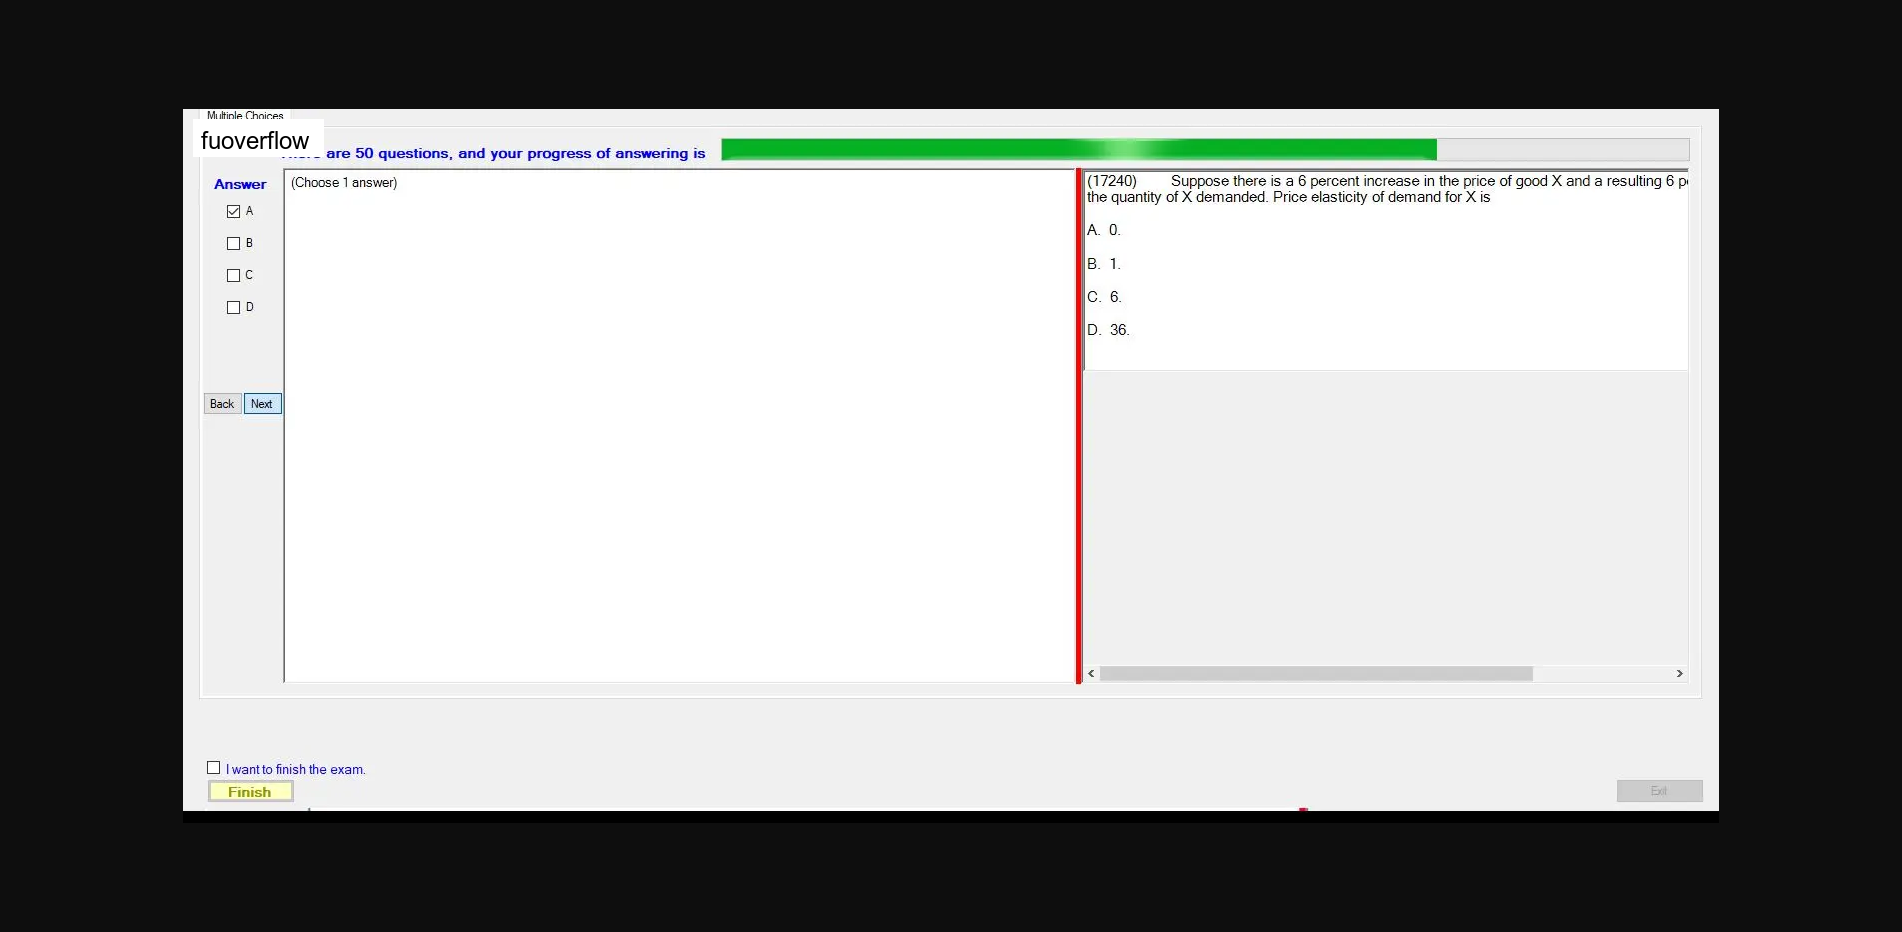 Multiple Choices
fuoverflow
are 50 questions, and your progress of answering is
Answer
(Choose 1 answer)
A
B
C
D
Back Next
(17240) Suppose there is a 6 percent increase in the price of good X and a resulting 6
the quantity of X demanded. Price elasticity of demand for X is
A. 0.
B. 1.
C. 6.
D. 36.
I want to finish the exam.
Finish
Exit